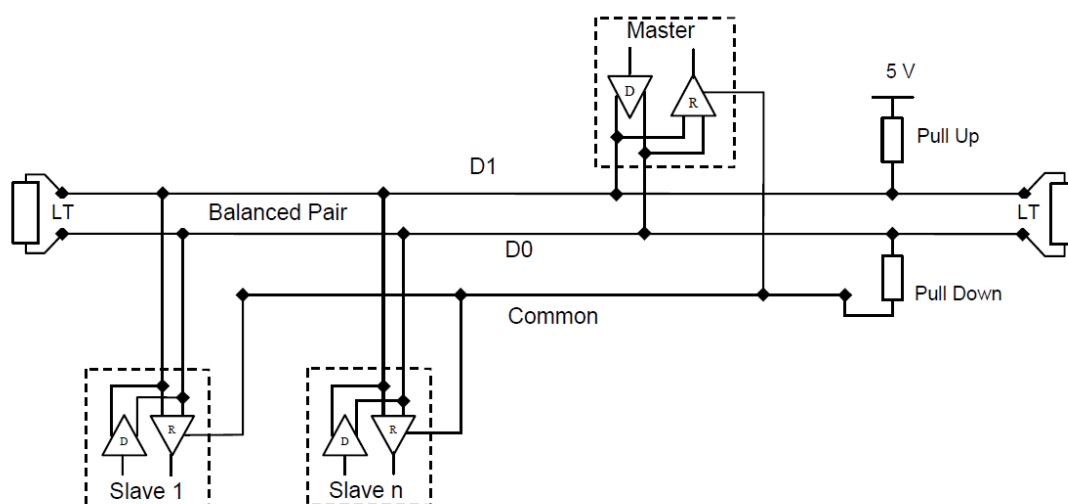 Master
D
R
5 V
Pull Up
D1
LT
Balanced Pair
LT
D0
Pull Down
Common
D
R
D
R
Slave 1
Slave n